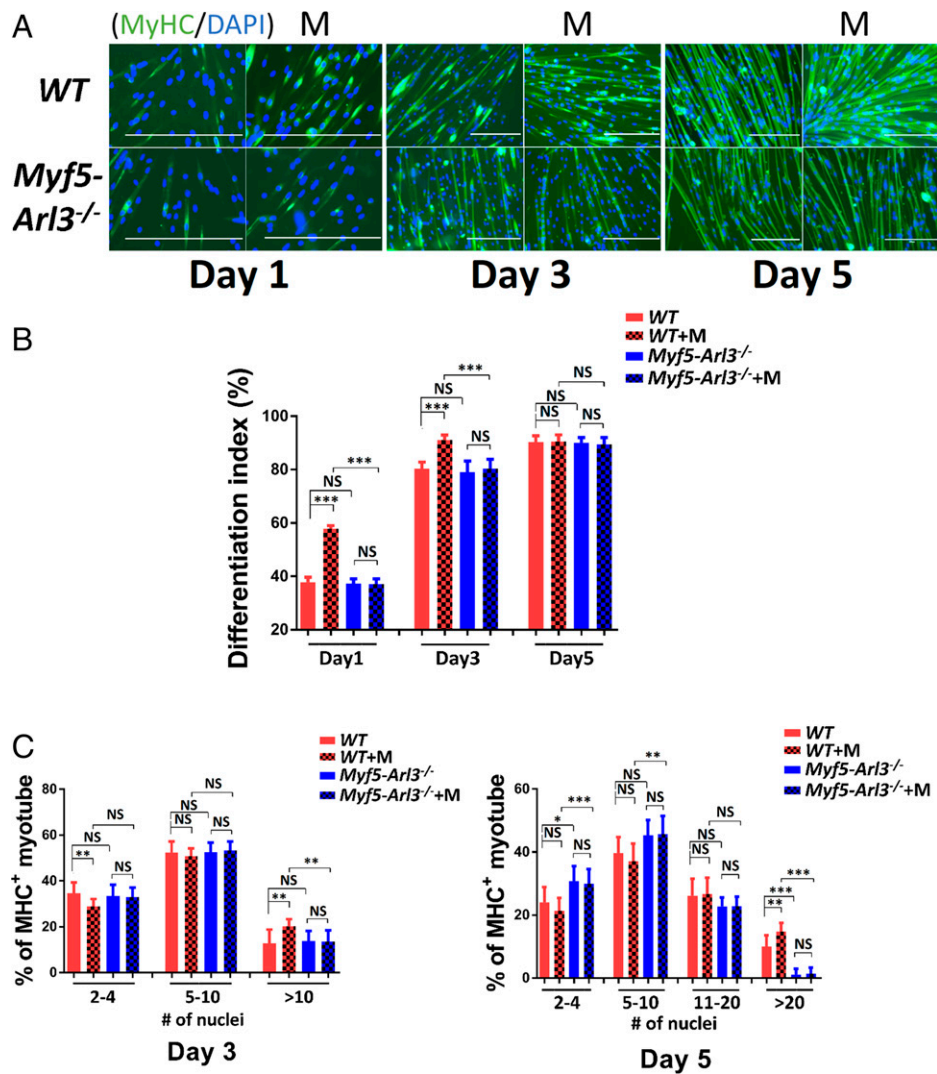 A
(MyHC/DAPI) M M M
WT
Myf5-
Arl3-/-
Day 1 Day 3 Day 5
B
WT
WT+M
Myf5-Arl3-/-
Myf5-Arl3-/-+M
Differentiation index (%)
100
80
60
40
20
NS *** *** NS
NS *** *** NS
NS NS NS NS
Day1 Day3 Day5
C
WT
WT+M
Myf5-Arl3-/-
Myf5-Arl3-/-+M
% of MHC+ myotube
80
60
40
20
0
NS NS ** NS
NS NS NS NS
** NS ** NS
2-4 5-10 >10
# of nuclei
Day 3
WT
WT+M
Myf5-Arl3-/-
Myf5-Arl3-/-+M
% of MHC+ myotube
60
40
20
0
*** * NS NS
** NS NS NS
NS NS NS NS
*** *** ** NS
2-4 5-10 11-20 >20
# of nuclei
Day 5